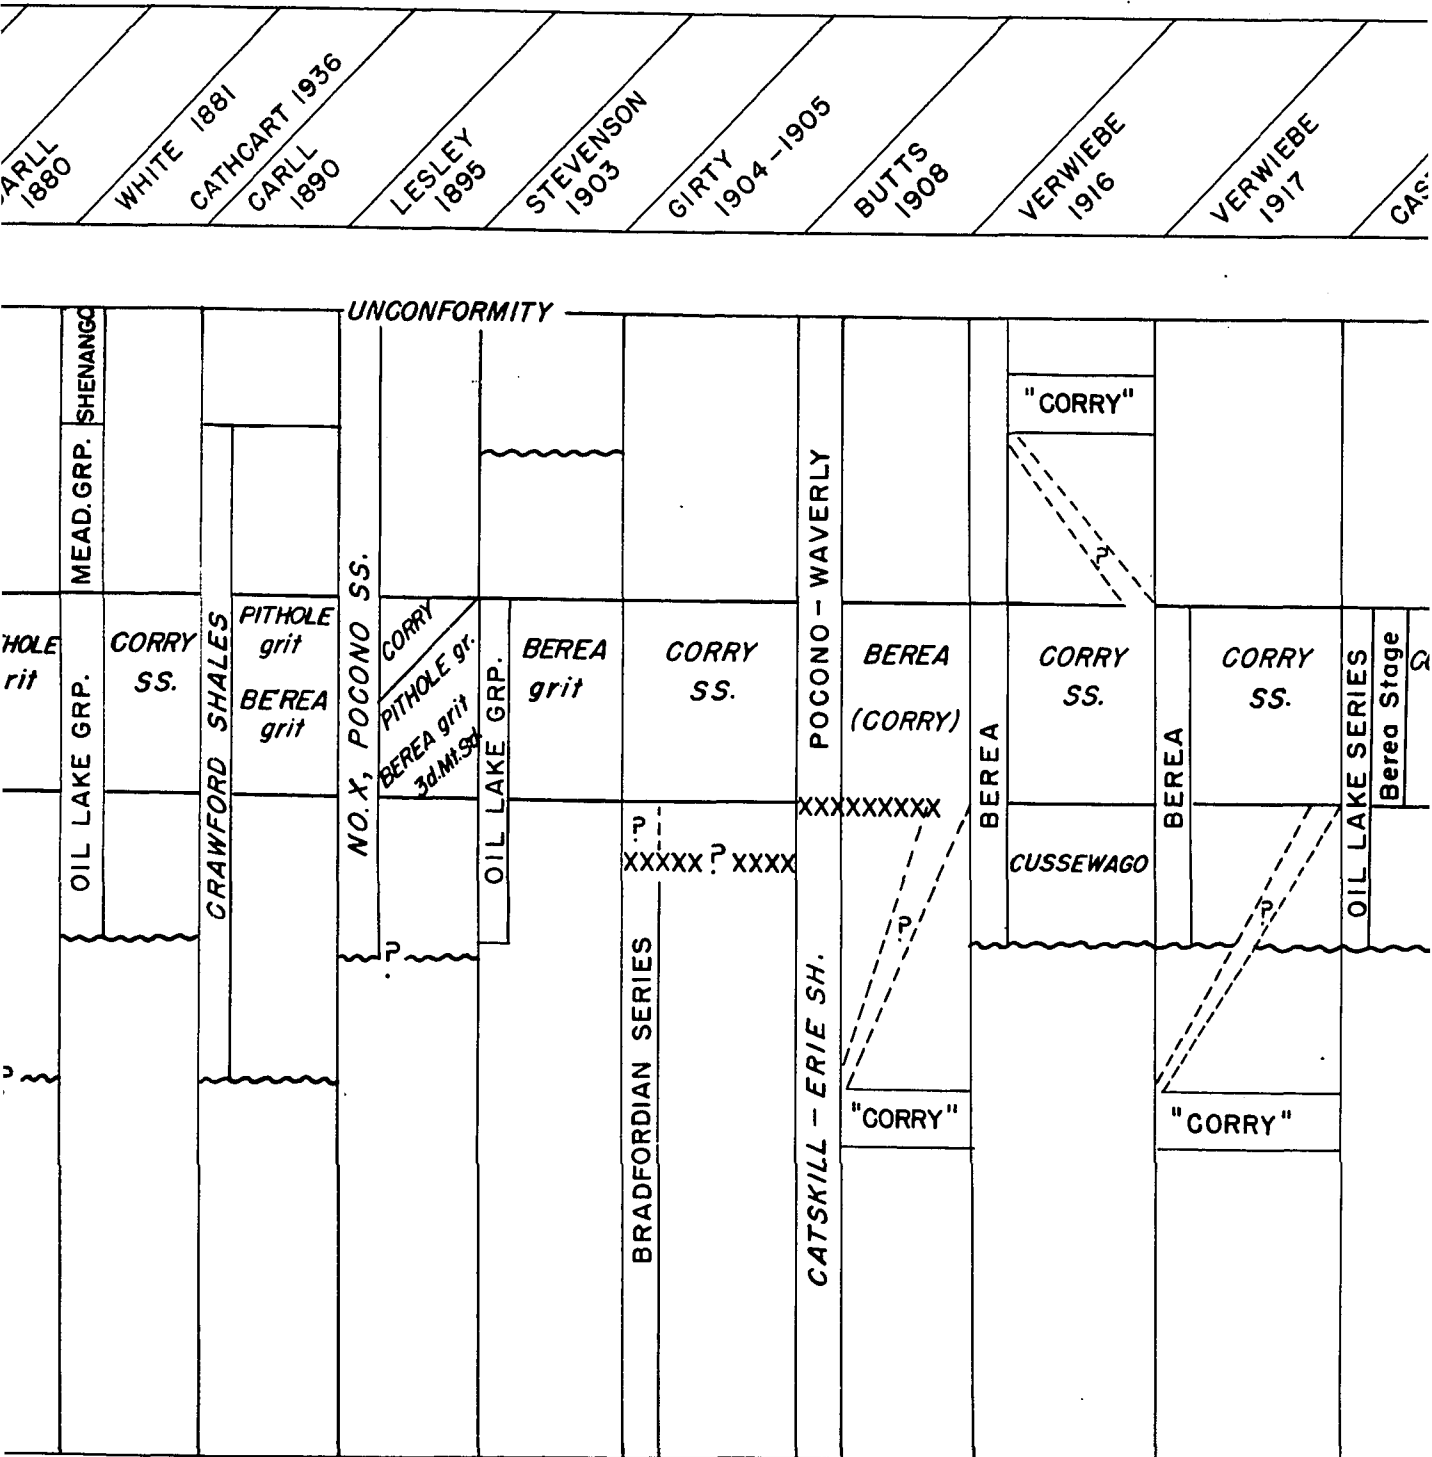 ARLL
1880
WHITE 1881
CATHCART 1936
CARLL
1890
LESLEY
1895
STEVENSON
1903
GIRTY
1904-1905
BUTTS
1908
VERWIEBE
1916
VERWIEBE
1917
CAS
UNCONFORMITY
HOLE
rit
?
SHENANGO
MEAD. GRP.
OIL LAKE GRP.
CORRY
SS.
CRAWFORD SHALES
PITHOLE
grit
BEREA
grit
NO. X, POCONO SS.
CORRY
PITHOLE gr.
BEREA grit
3d.Mt.Sd.
?
OIL LAKE GRP.
BEREA
grit
CORRY
SS.
?
XXXXX ? XXXX
BRADFORDIAN SERIES
POCONO - WAVERLY
XXXXXXXXX
CATSKILL - ERIE SH.
BEREA
(CORRY)
?
"CORRY"
BEREA
"CORRY"
?
CORRY
SS.
CUSSEWAGO
BEREA
CORRY
SS.
?
"CORRY"
OIL LAKE SERIES
Berea Stage